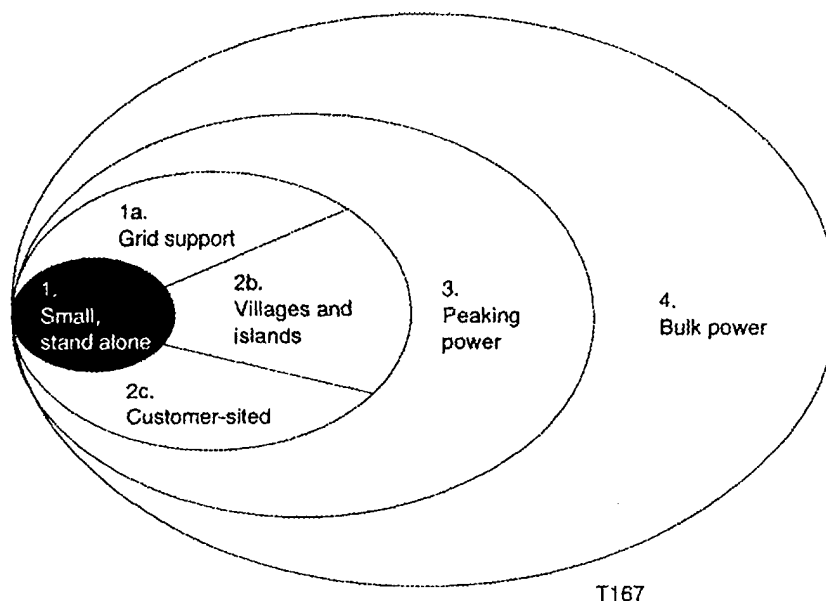 1a.
Grid support
1.
Small,
stand alone
2b.
Villages and
islands
2c.
Customer-sited
3.
Peaking
power
4.
Bulk power
T167